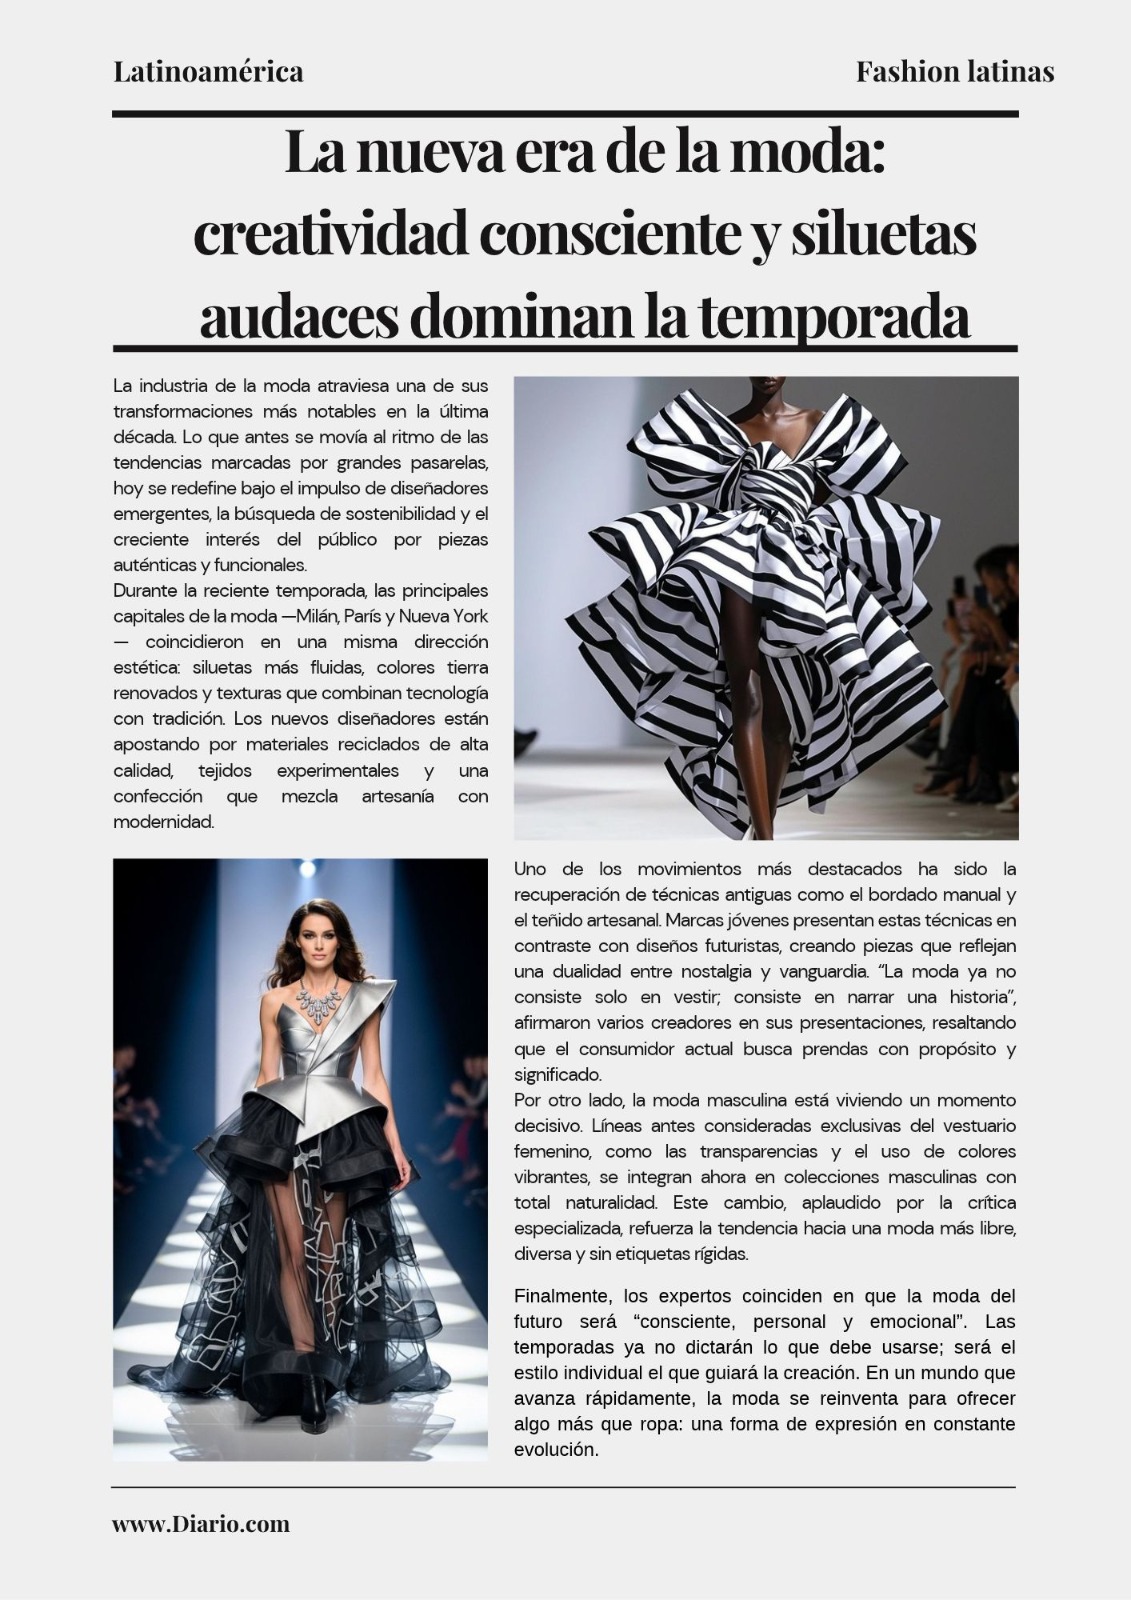 Latinoamérica
Fashion latinas
La nueva era de la moda:
creatividad consciente y siluetas
audaces dominan la temporada
La industria de la moda atraviesa una de sus
transformaciones más notables en la última
década. Lo que antes se movía al ritmo de las
tendencias marcadas por grandes pasarelas,
hoy se redefine bajo el impulso de diseñadores
emergentes, la búsqueda de sostenibilidad y el
creciente interés del público por piezas
auténticas y funcionales.
Durante la reciente temporada, las principales
capitales de la moda —Milán, París y Nueva York
— coincidieron en una misma dirección
estética: siluetas más fluidas, colores tierra
renovados y texturas que combinan tecnología
con tradición. Los nuevos diseñadores están
apostando por materiales reciclados de alta
calidad, tejidos experimentales y una
confección que mezcla artesanía con
modernidad.
Uno de los movimientos más destacados ha sido la
recuperación de técnicas antiguas como el bordado manual y
el teñido artesanal. Marcas jóvenes presentan estas técnicas en
contraste con diseños futuristas, creando piezas que reflejan
una dualidad entre nostalgia y vanguardia. “La moda ya no
consiste solo en vestir; consiste en narrar una historia”,
afirmaron varios creadores en sus presentaciones, resaltando
que el consumidor actual busca prendas con propósito y
significado.
Por otro lado, la moda masculina está viviendo un momento
decisivo. Líneas antes consideradas exclusivas del vestuario
femenino, como las transparencias y el uso de colores
vibrantes, se integran ahora en colecciones masculinas con
total naturalidad. Este cambio, aplaudido por la crítica
especializada, refuerza la tendencia hacia una moda más libre,
diversa y sin etiquetas rígidas.
Finalmente, los expertos coinciden en que la moda del
futuro será “consciente, personal y emocional”. Las
temporadas ya no dictarán lo que debe usarse; será el
estilo individual el que guiará la creación. En un mundo que
avanza rápidamente, la moda se reinventa para ofrecer
algo más que ropa: una forma de expresión en constante
evolución.
www.Diario.com